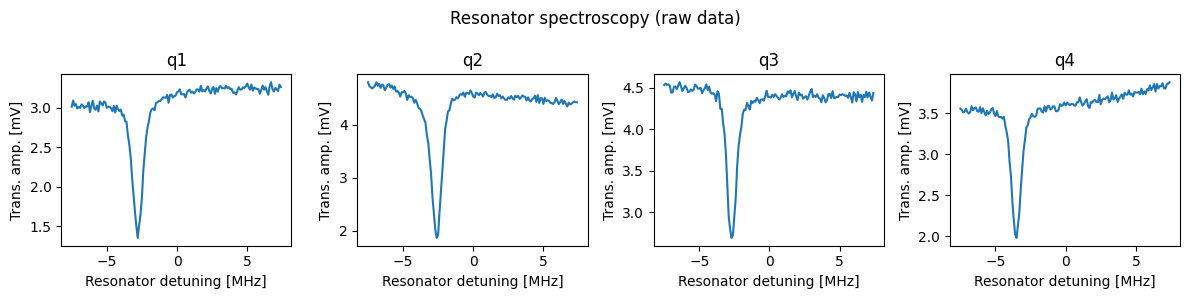 Resonator spectroscopy (raw data)
q1 q2 q3 q4
Trans. amp. [mV] Trans. amp. [mV] Trans. amp. [mV] Trans. amp. [mV]
3.0 4 4.5 3.5
2.5 3 4.0 3.0
2.0 2 3.5 2.5
1.5 3.0 2.0
−5 0 5 −5 0 5 −5 0 5 −5 0 5
Resonator detuning [MHz] Resonator detuning [MHz] Resonator detuning [MHz] Resonator detuning [MHz]